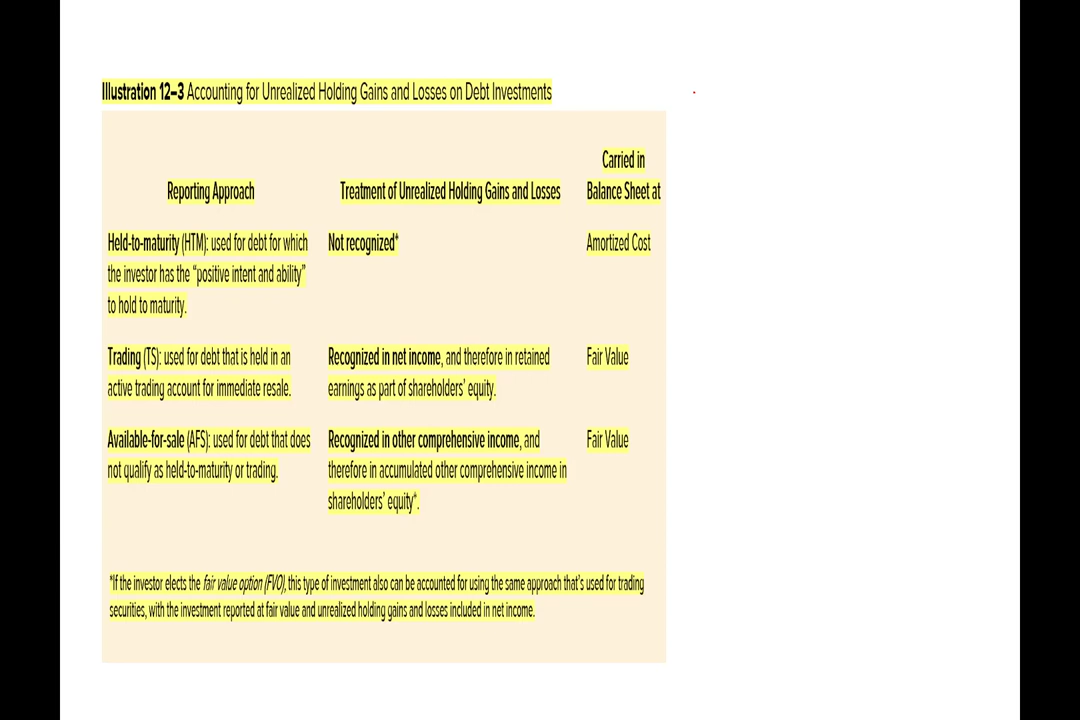 Illustration 12–3 Accounting for Unrealized Holding Gains and Losses on Debt Investments
Carried in
Reporting Approach Treatment of Unrealized Holding Gains and Losses Balance Sheet at
Held-to-maturity (HTM): used for debt for which Not recognized* Amortized Cost
the investor has the “positive intent and ability”
to hold to maturity.
Trading (TS): used for debt that is held in an Recognized in net income, and therefore in retained Fair Value
active trading account for immediate resale. earnings as part of shareholders’ equity.
Available-for-sale (AFS): used for debt that does Recognized in other comprehensive income, and Fair Value
not qualify as held-to-maturity or trading. therefore in accumulated other comprehensive income in
shareholders’ equity*.
*If the investor elects the fair value option (FVO), this type of investment also can be accounted for using the same approach that’s used for trading
securities, with the investment reported at fair value and unrealized holding gains and losses included in net income.